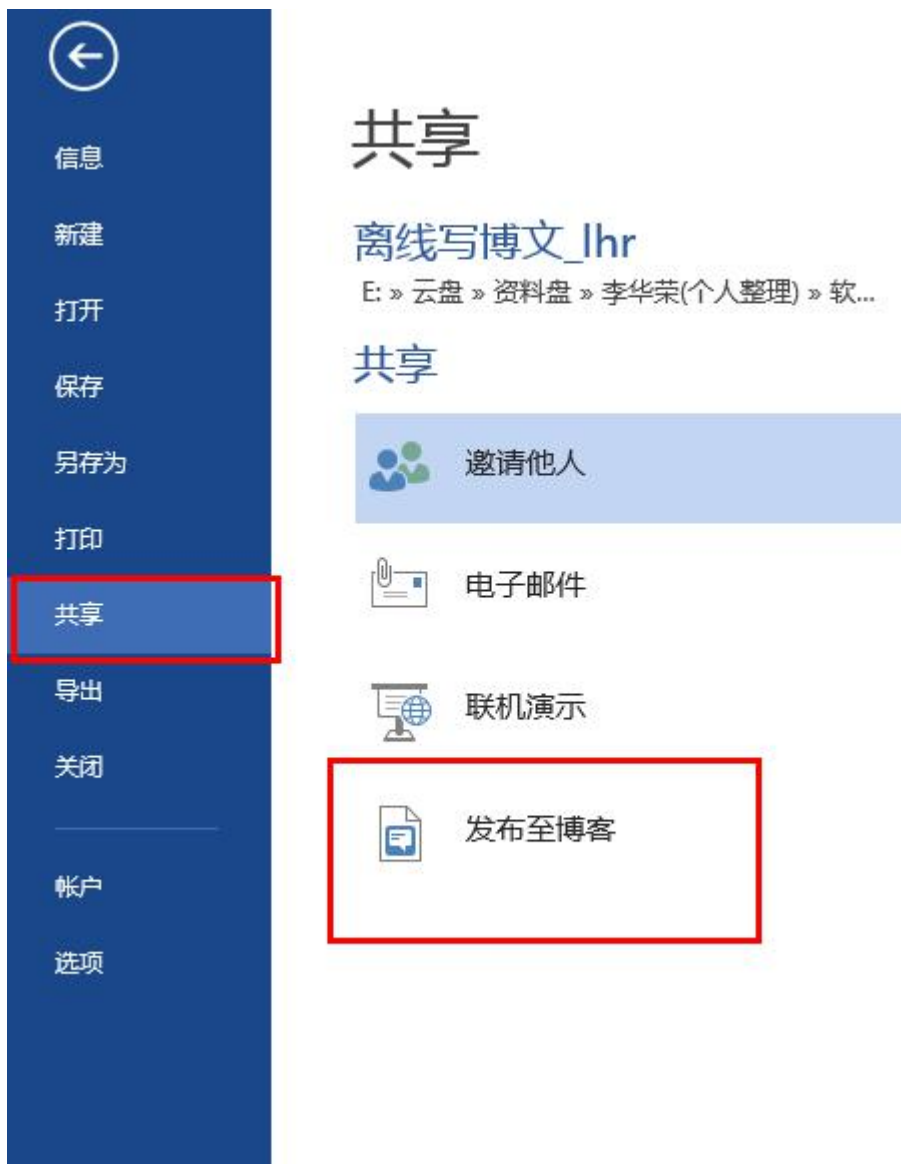 信息
新建
打开
保存
另存为
打印
共享
导出
关闭
帐户
选项
共享
离线写博文_lhr
E: » 云盘 » 资料盘 » 李华荣(个人整理) » 软...
共享
邀请他人
电子邮件
联机演示
发布至博客